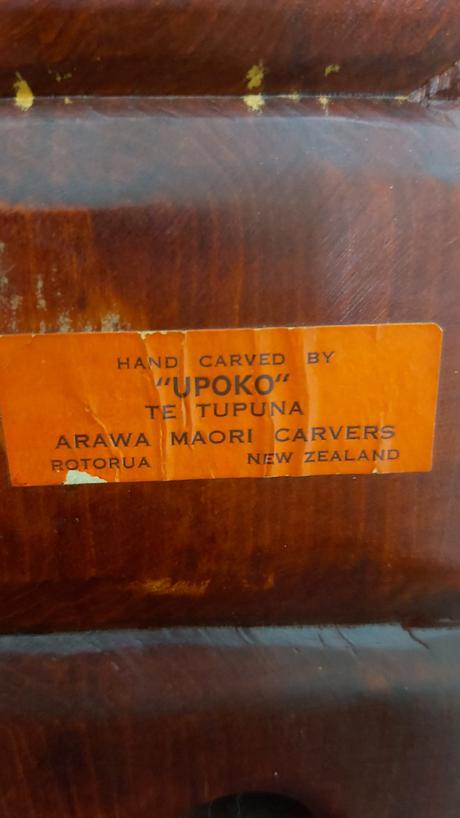 HAND CARVED BY
"UPOKO"
TE TUPUNA
ARAWA MAORI CARVERS
ROTORUA NEW ZEALAND